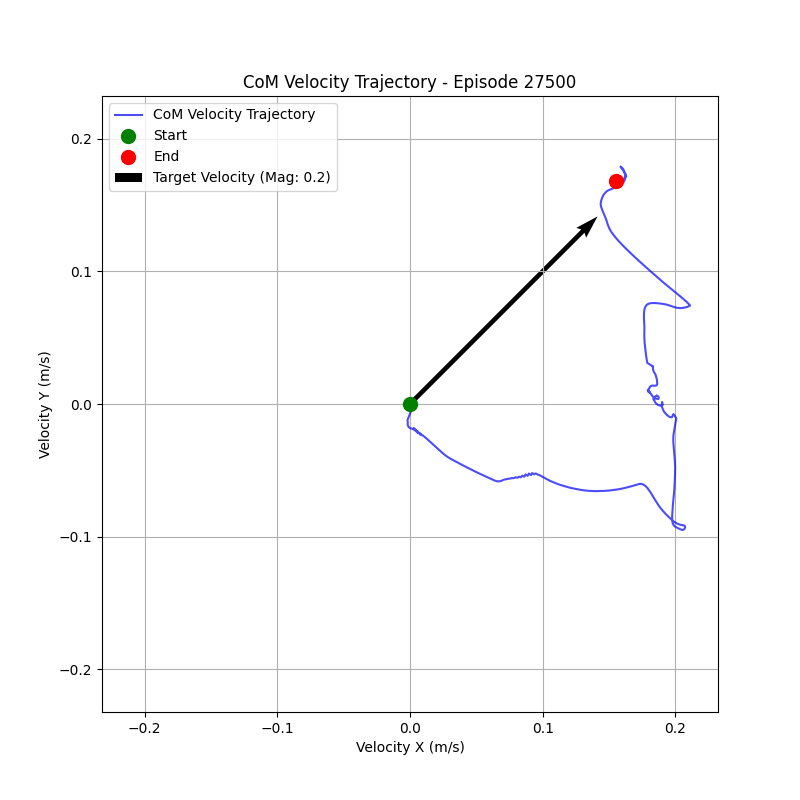 CoM Velocity Trajectory - Episode 27500
CoM Velocity Trajectory
Start
End
Target Velocity (Mag: 0.2)
0.2
0.1
0.0
−0.1
−0.2
Velocity Y (m/s)
−0.2
−0.1
0.0
0.1
0.2
Velocity X (m/s)